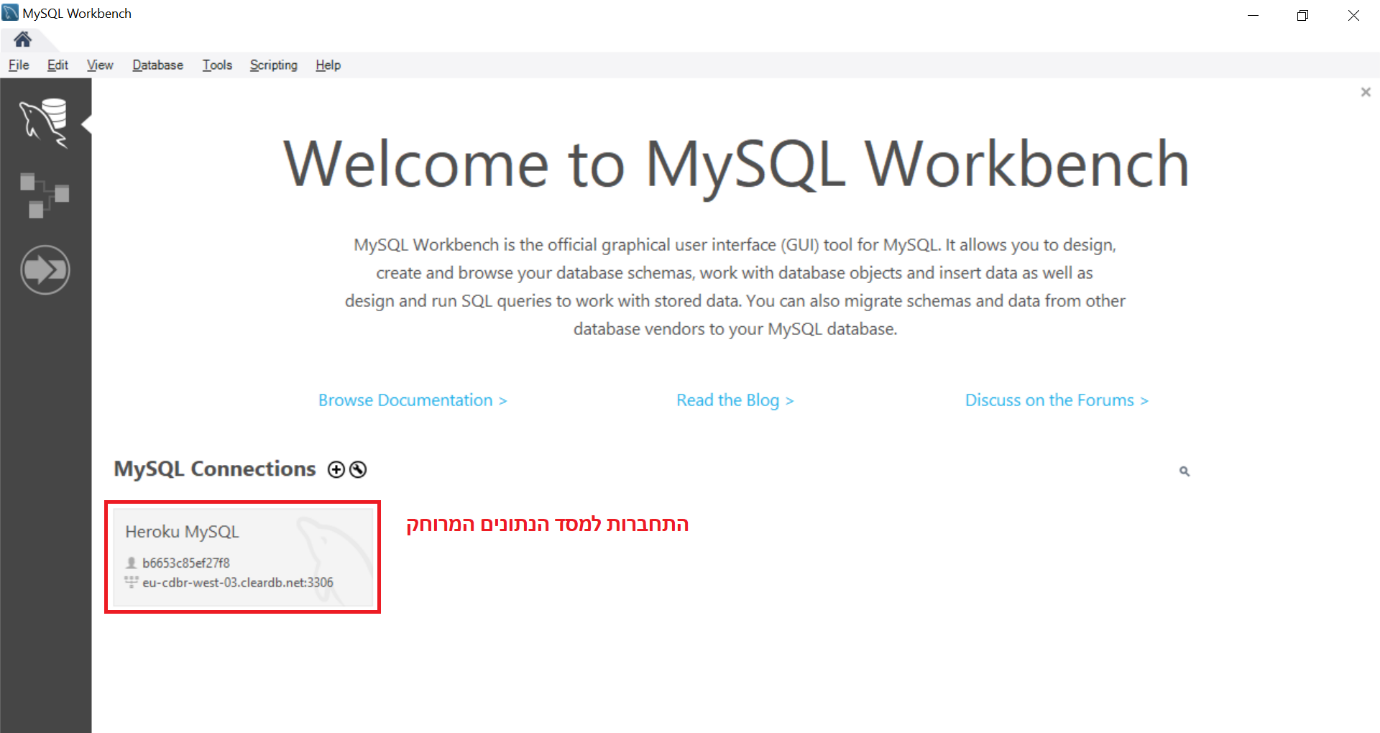 MySQL Workbench
File Edit View Database Tools Scripting Help
Welcome to MySQL Workbench
MySQL Workbench is the official graphical user interface (GUI) tool for MySQL. It allows you to design,
create and browse your database schemas, work with database objects and insert data as well as
design and run SQL queries to work with stored data. You can also migrate schemas and data from other
database vendors to your MySQL database.
Browse Documentation > Read the Blog > Discuss on the Forums >
MySQL Connections
Heroku MySQL
התחברות למסד הנתונים המרוחק
b6653c85ef27f8
eu-cdbr-west-03.cleardb.net:3306